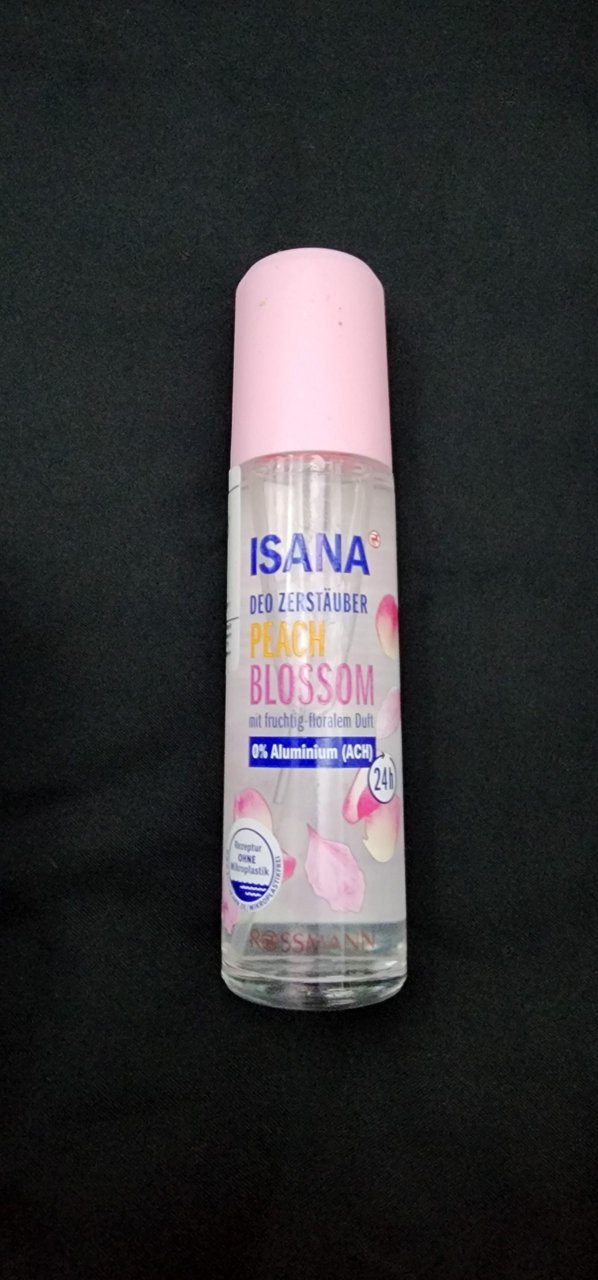 ISANA
DEO ZERSTÄUBER
PEACH
BLOSSOM
mit fruchtig-floralem Duft
0% Aluminium (ACH)
24h
Rezeptur
OHNE
Mikroplastik
ROSSMANN